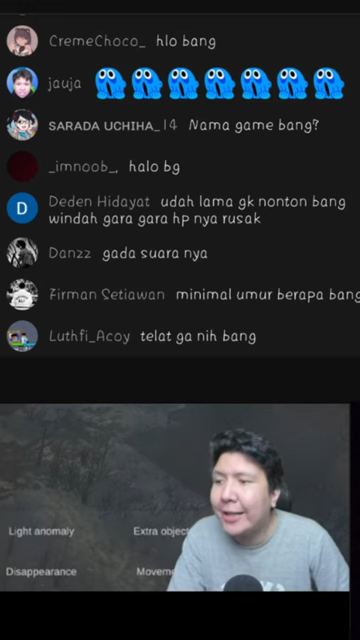 CremeChoco_ hlo bang
jauja
SARADA UCHIHA_14 Nama game bang?
_imnoob_, halo bg
D
Deden Hidayat udah lama gk nonton bang
windah gara gara hp nya rusak
Danzz gada suara nya
Firman Setiawan minimal umur berapa bang
Luthfi_Acoy telat ga nih bang
Light anomaly Extra object
Disappearance Moveme